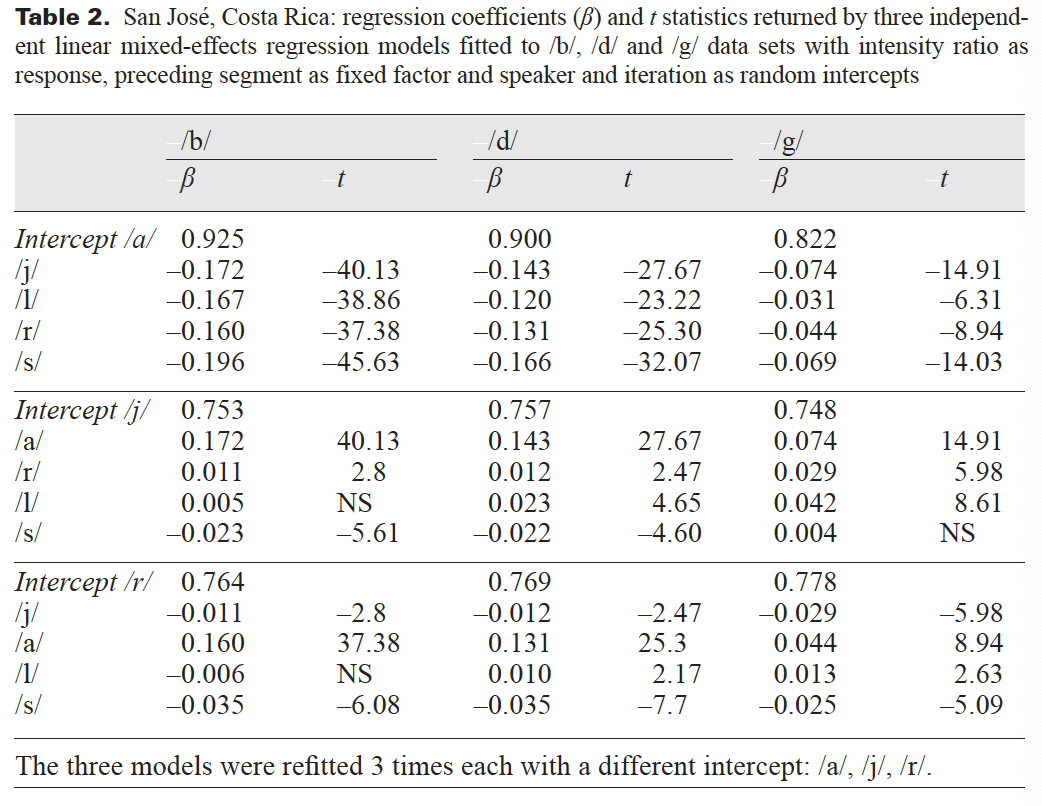 Table 2. San José, Costa Rica: regression coefficients (β) and t statistics returned by three independ-
ent linear mixed-effects regression models fitted to /b/, /d/ and /g/ data sets with intensity ratio as
response, preceding segment as fixed factor and speaker and iteration as random intercepts
/b/ /d/ /g/
β t β t β t
Intercept /a/ 0.925 0.900 0.822
/j/ –0.172 –40.13 –0.143 –27.67 –0.074 –14.91
/l/ –0.167 –38.86 –0.120 –23.22 –0.031 –6.31
/r/ –0.160 –37.38 –0.131 –25.30 –0.044 –8.94
/s/ –0.196 –45.63 –0.166 –32.07 –0.069 –14.03
Intercept /j/ 0.753 0.757 0.748
/a/ 0.172 40.13 0.143 27.67 0.074 14.91
/r/ 0.011 2.8 0.012 2.47 0.029 5.98
/l/ 0.005 NS 0.023 4.65 0.042 8.61
/s/ –0.023 –5.61 –0.022 –4.60 0.004 NS
Intercept /r/ 0.764 0.769 0.778
/j/ –0.011 –2.8 –0.012 –2.47 –0.029 –5.98
/a/ 0.160 37.38 0.131 25.3 0.044 8.94
/l/ –0.006 NS 0.010 2.17 0.013 2.63
/s/ –0.035 –6.08 –0.035 –7.7 –0.025 –5.09
The three models were refitted 3 times each with a different intercept: /a/, /j/, /r/.